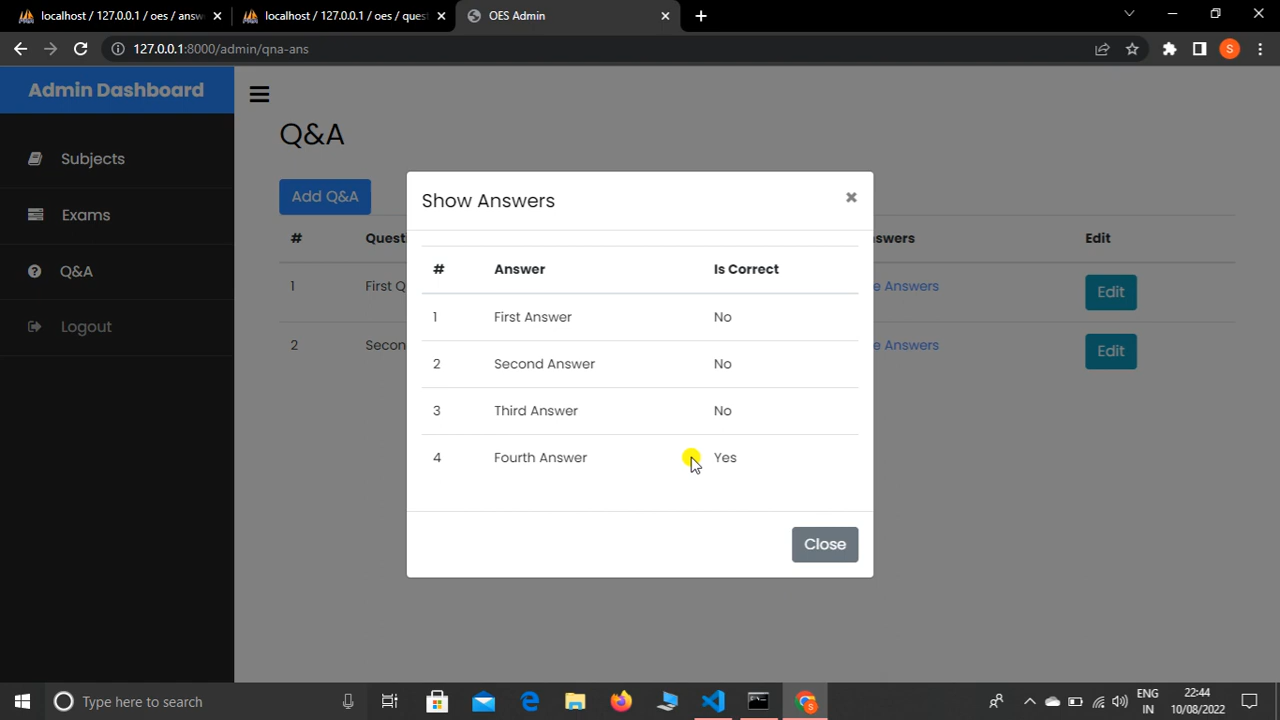 localhost / 127.0.0.1 / oes / answ
localhost / 127.0.0.1 / oes / quest
OES Admin
127.0.0.1:8000/admin/qna-ans
S
Admin Dashboard
Subjects
Exams
Q&A
Logout
Q&A
Add Q&A
# Questi swers Edit
1 First Q e Answers Edit
2 Secon e Answers Edit
Show Answers
# Answer Is Correct
1 First Answer No
2 Second Answer No
3 Third Answer No
4 Fourth Answer Yes
Close
Type here to search
ENG
IN
22:44
10/08/2022